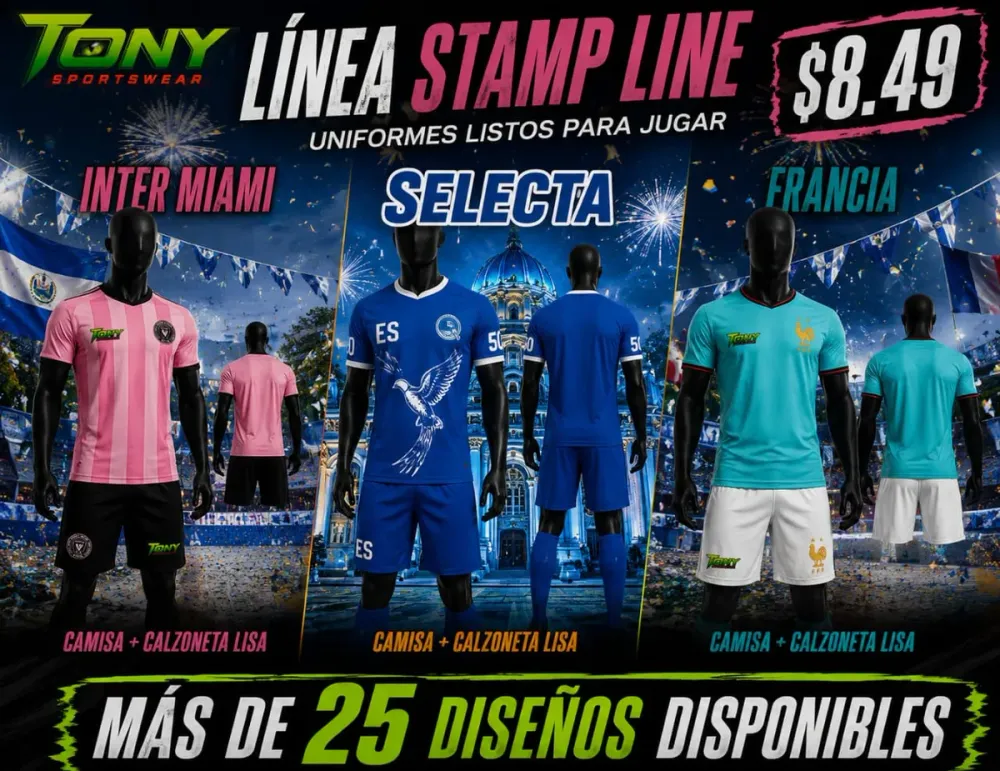 TONY
SPORTSWEAR
LÍNEA STAMP LINE
UNIFORMES LISTOS PARA JUGAR
$8.49
INTER MIAMI
SELECTA
FRANCIA
TONY
ES
50
TONY
TONY
ES
TONY
CAMISA + CALZONETA LISA
CAMISA + CALZONETA LISA
CAMISA + CALZONETA LISA
MÁS DE 25 DISEÑOS DISPONIBLES